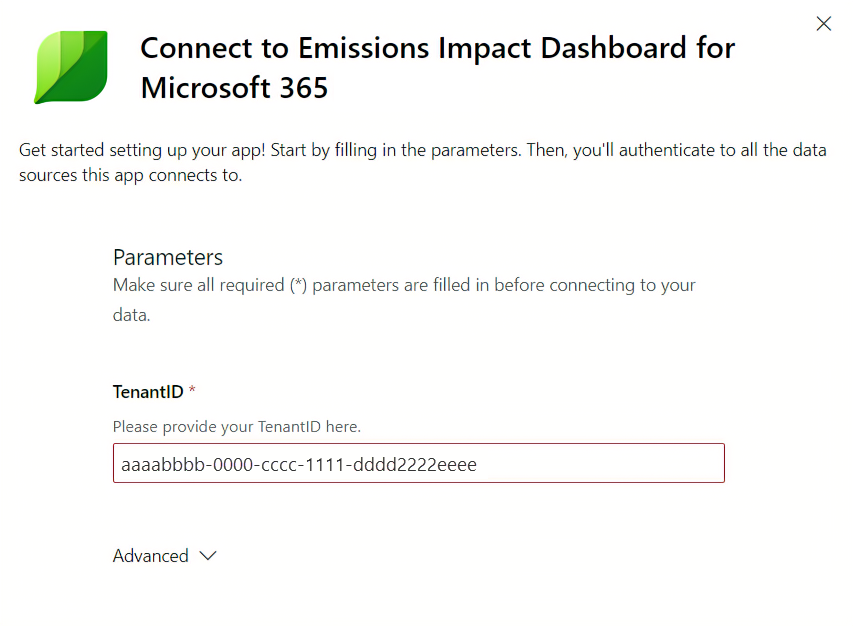 Connect to Emissions Impact Dashboard for
Microsoft 365
Get started setting up your app! Start by filling in the parameters. Then, you'll authenticate to all the data
sources this app connects to.
Parameters
Make sure all required (*) parameters are filled in before connecting to your
data.
TenantID *
Please provide your TenantID here.
aaaabbbb-0000-cccc-1111-dddd2222eeee
Advanced